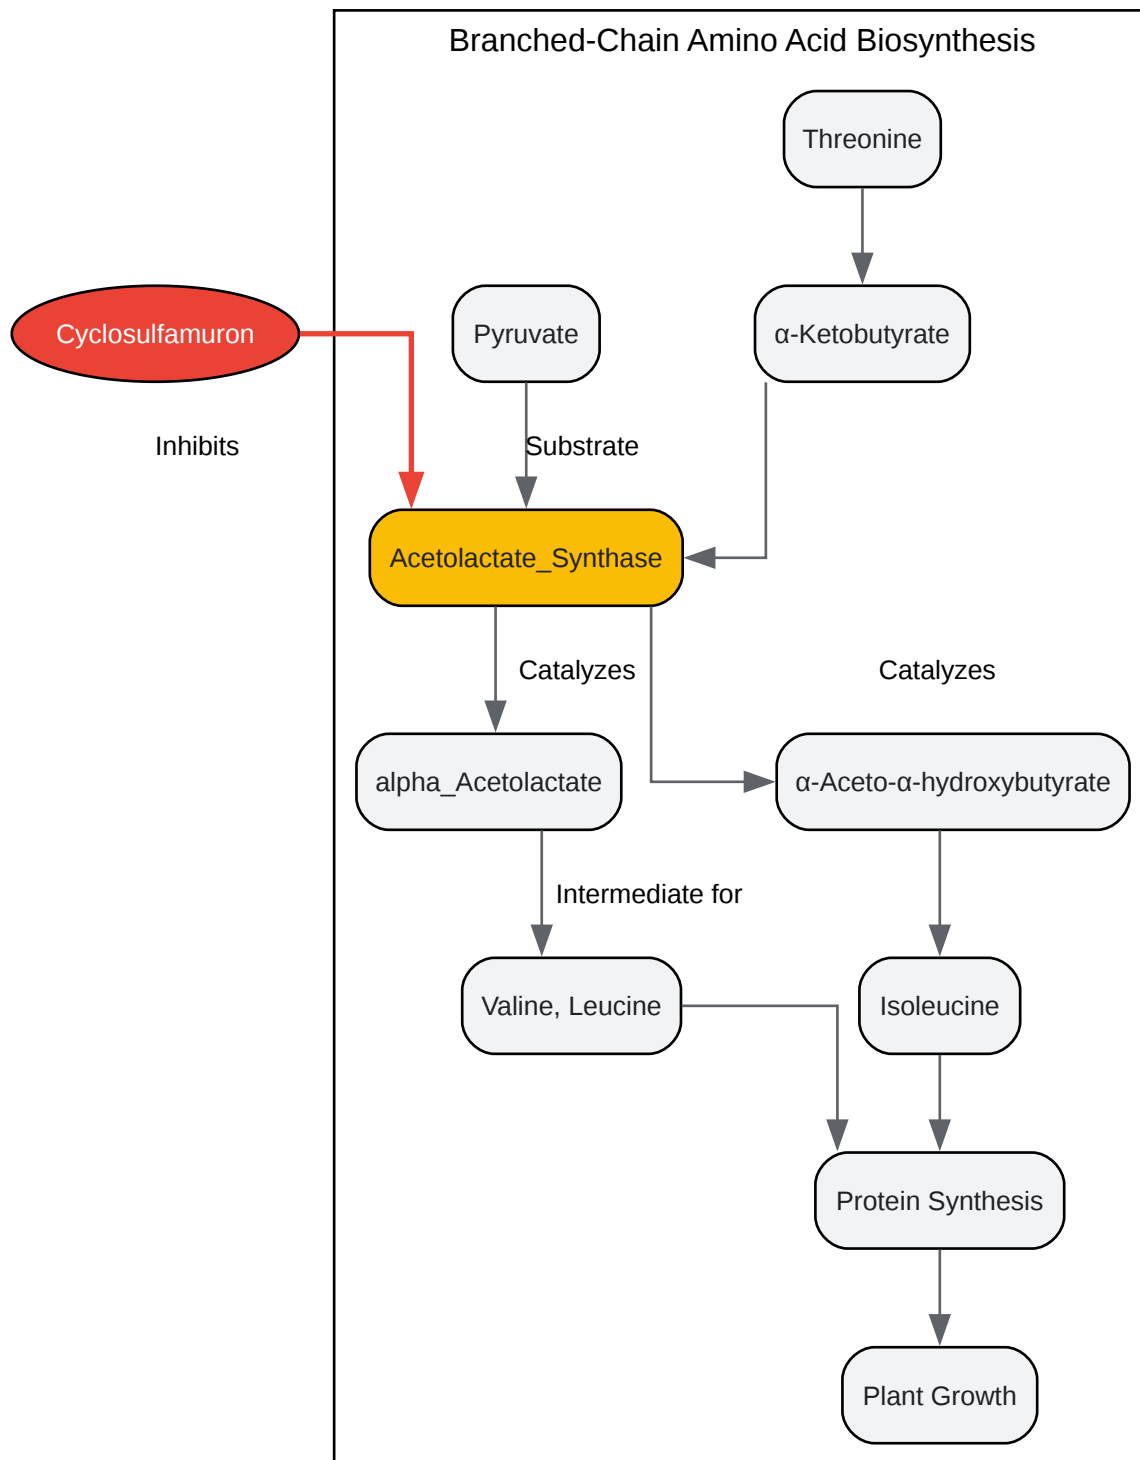 Branched-Chain Amino Acid Biosynthesis
Threonine
Cyclosulfamuron
Pyruvate
α-Ketobutyrate
Inhibits
Substrate
Acetolactate_Synthase
Catalyzes
Catalyzes
alpha_Acetolactate
α-Aceto-α-hydroxybutyrate
Intermediate for
Valine, Leucine
Isoleucine
Protein Synthesis
Plant Growth